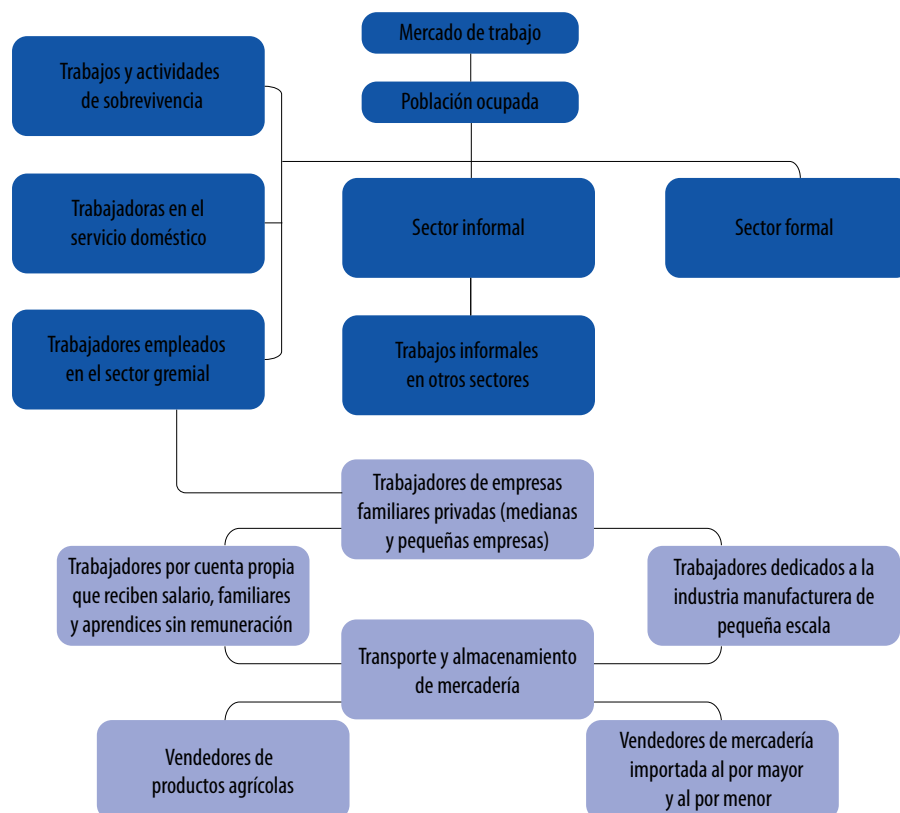 Mercado de trabajo
Población ocupada
Trabajos y actividades
de sobrevivencia
Trabajadoras en el
servicio doméstico
Sector informal
Sector formal
Trabajadores empleados
en el sector gremial
Trabajos informales
en otros sectores
Trabajadores de empresas
familiares privadas (medianas
y pequeñas empresas)
Trabajadores por cuenta propia
que reciben salario, familiares
y aprendices sin remuneración
Trabajadores dedicados a la
industria manufacturera de
pequeña escala
Transporte y almacenamiento
de mercadería
Vendedores de
productos agrícolas
Vendedores de mercadería
importada al por mayor
y al por menor